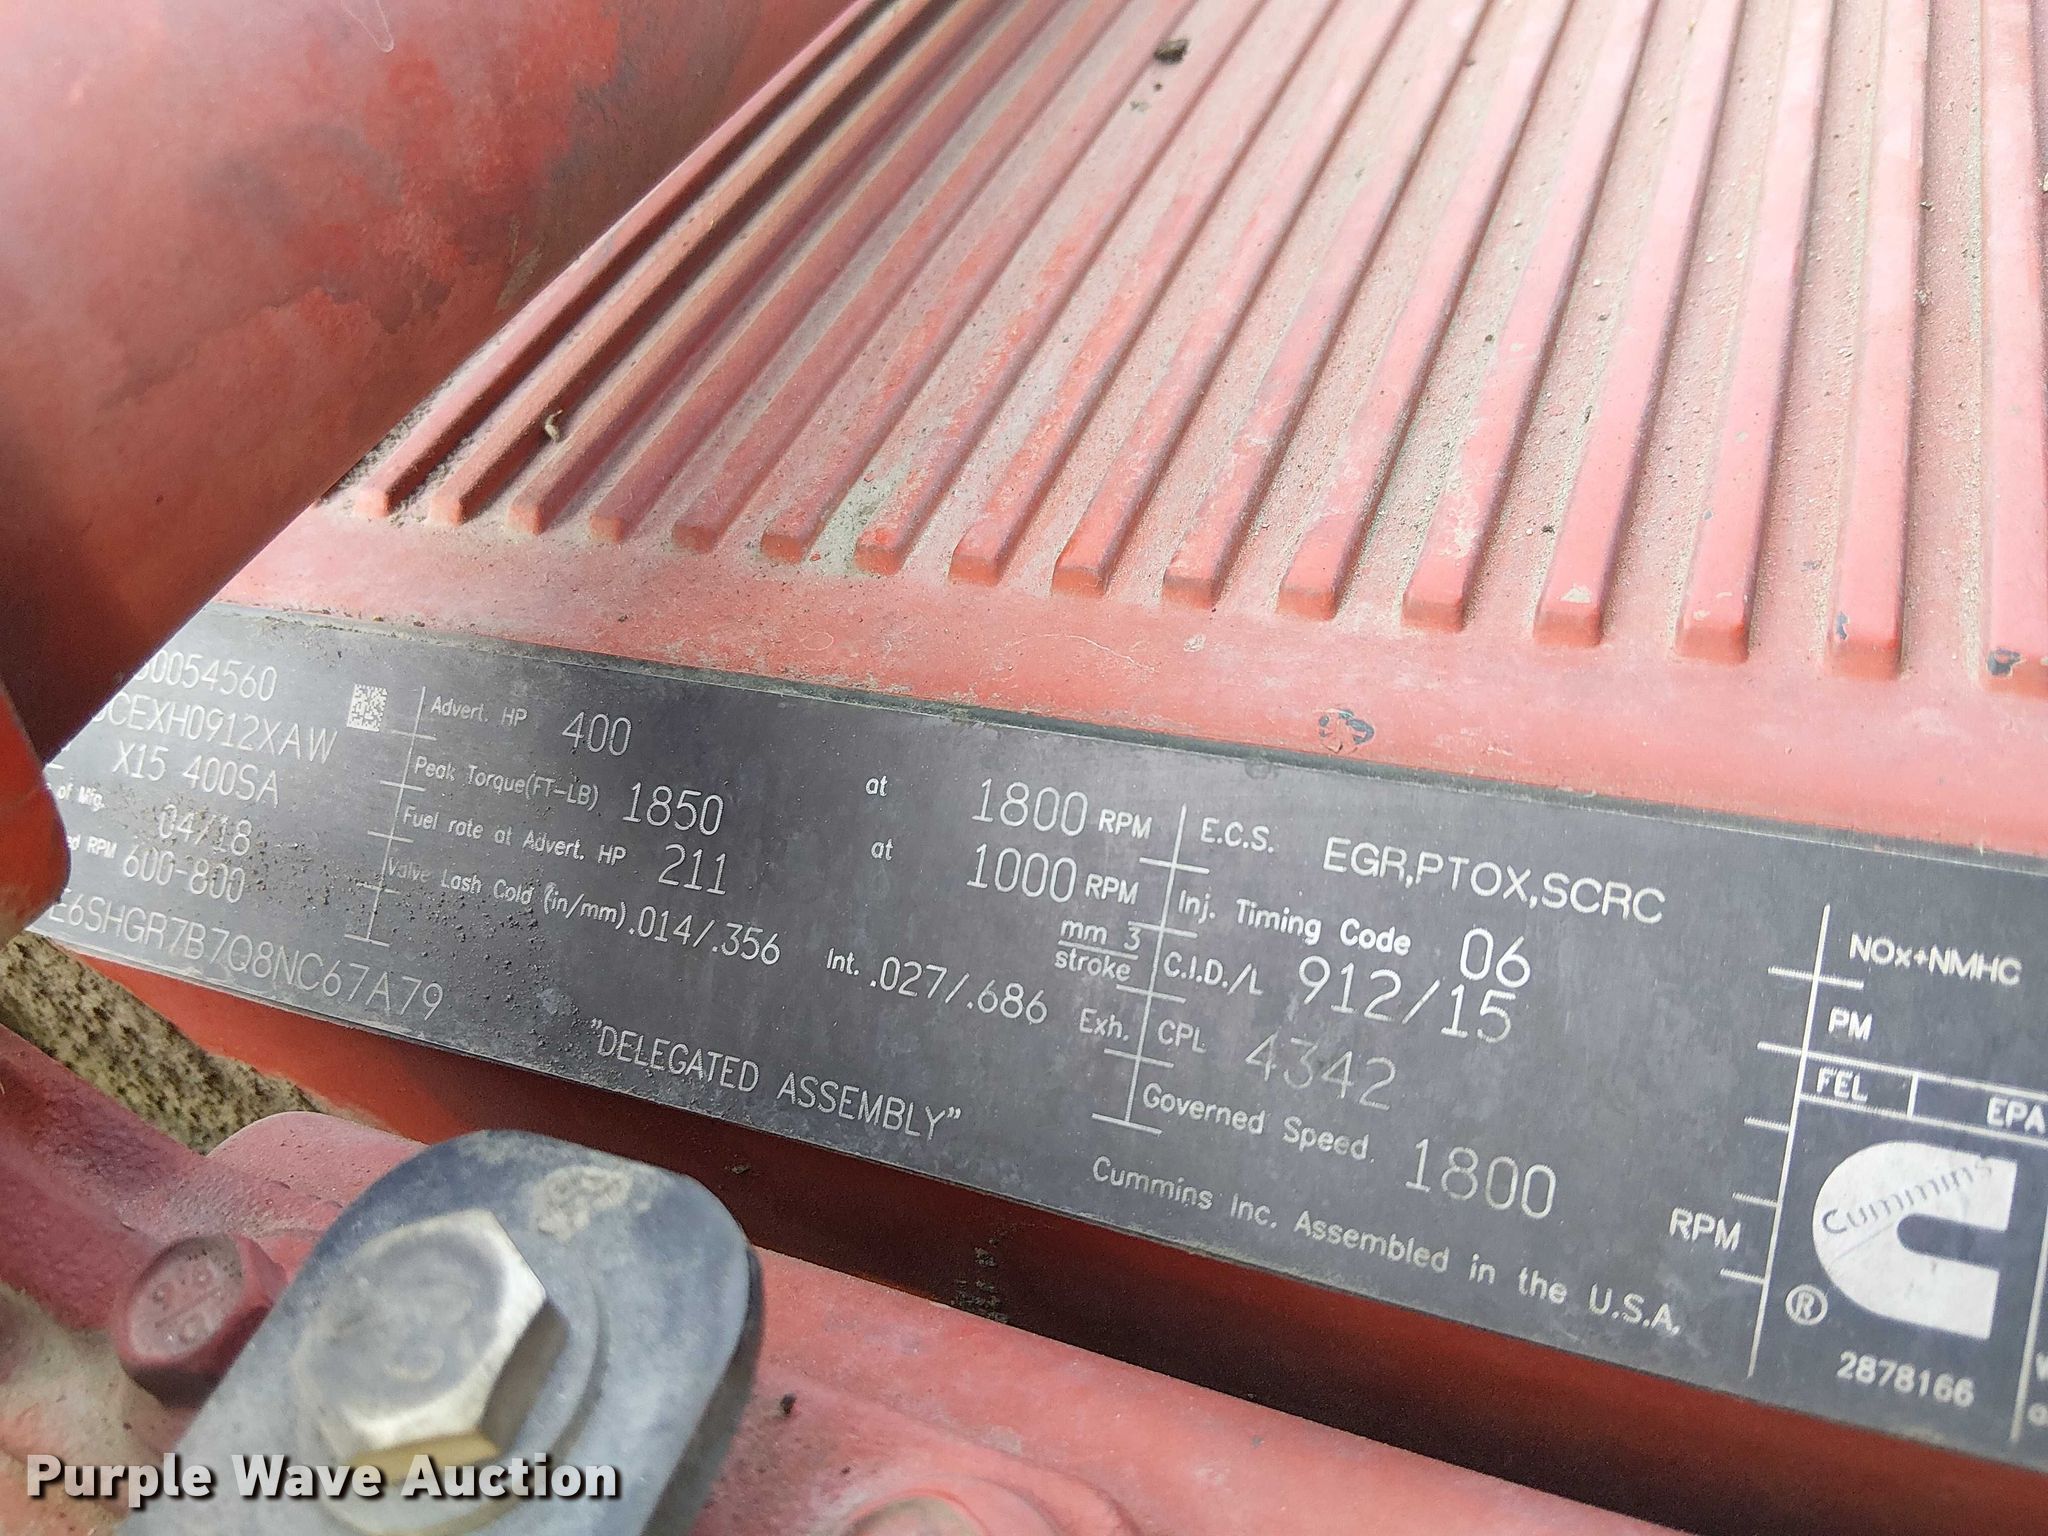 0054560
CEXH0912XAW
X15 400SA
of Mfg. 04/18
RPM 600-800
E6SHGR7B7Q8NC67A79
Advert. HP 400 at 1800 RPM
Peak Torque(FT-LB) 1850 at 1000 RPM
Fuel rate at Advert. HP 211 mm 3 stroke
Valve Lash Cold (in/mm) .014/.356 Int. .027/.686 Exh.
"DELEGATED ASSEMBLY"
E.C.S. EGR,PTOX,SCRC
Inj. Timing Code 06
C.I.D./L 912/15
CPL 4342
Governed Speed. 1800 RPM
Cummins Inc. Assembled in the U.S.A.
NOx+NMHC
PM
FEL EPA
Cummins
®
2878166
Purple Wave Auction